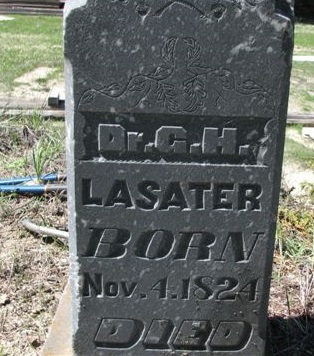 Dr. G. H.
LASATER
BORN
Nov. 4. 1824
DIED